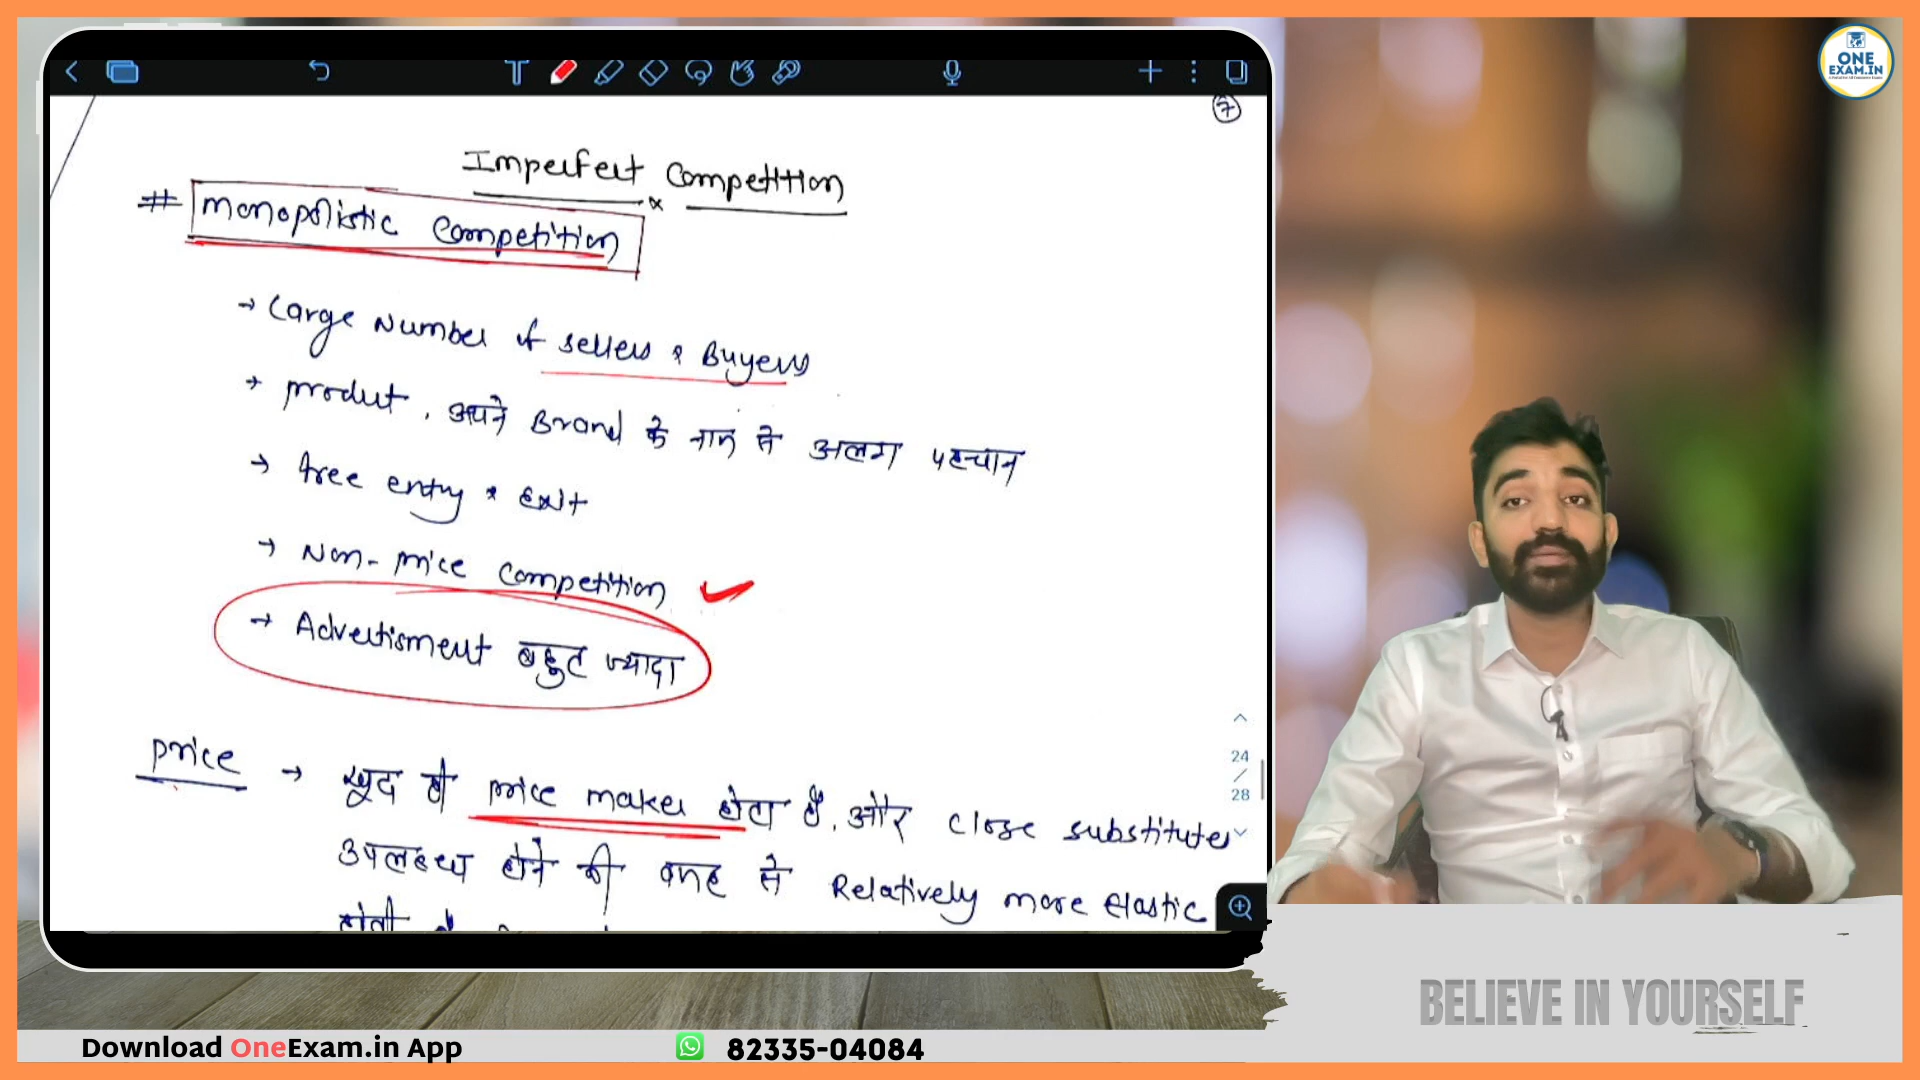 ONE
EXAM.IN
7
Imperfect Competition
# Monopolistic Competition
→ Large Number of sellers & Buyers
→ product, अपने Brand के नाम से अलग पहचान
→ free entry & Exit
→ Non-price competition ✓
→ Advertisment बहुत ज्यादा
price → खुद ही price maker होता है, और close substitutes
उपलब्ध होने की वजह से Relatively more elastic
होती है
24
/
28
BELIEVE IN YOURSELF
Download OneExam.in App
82335-04084